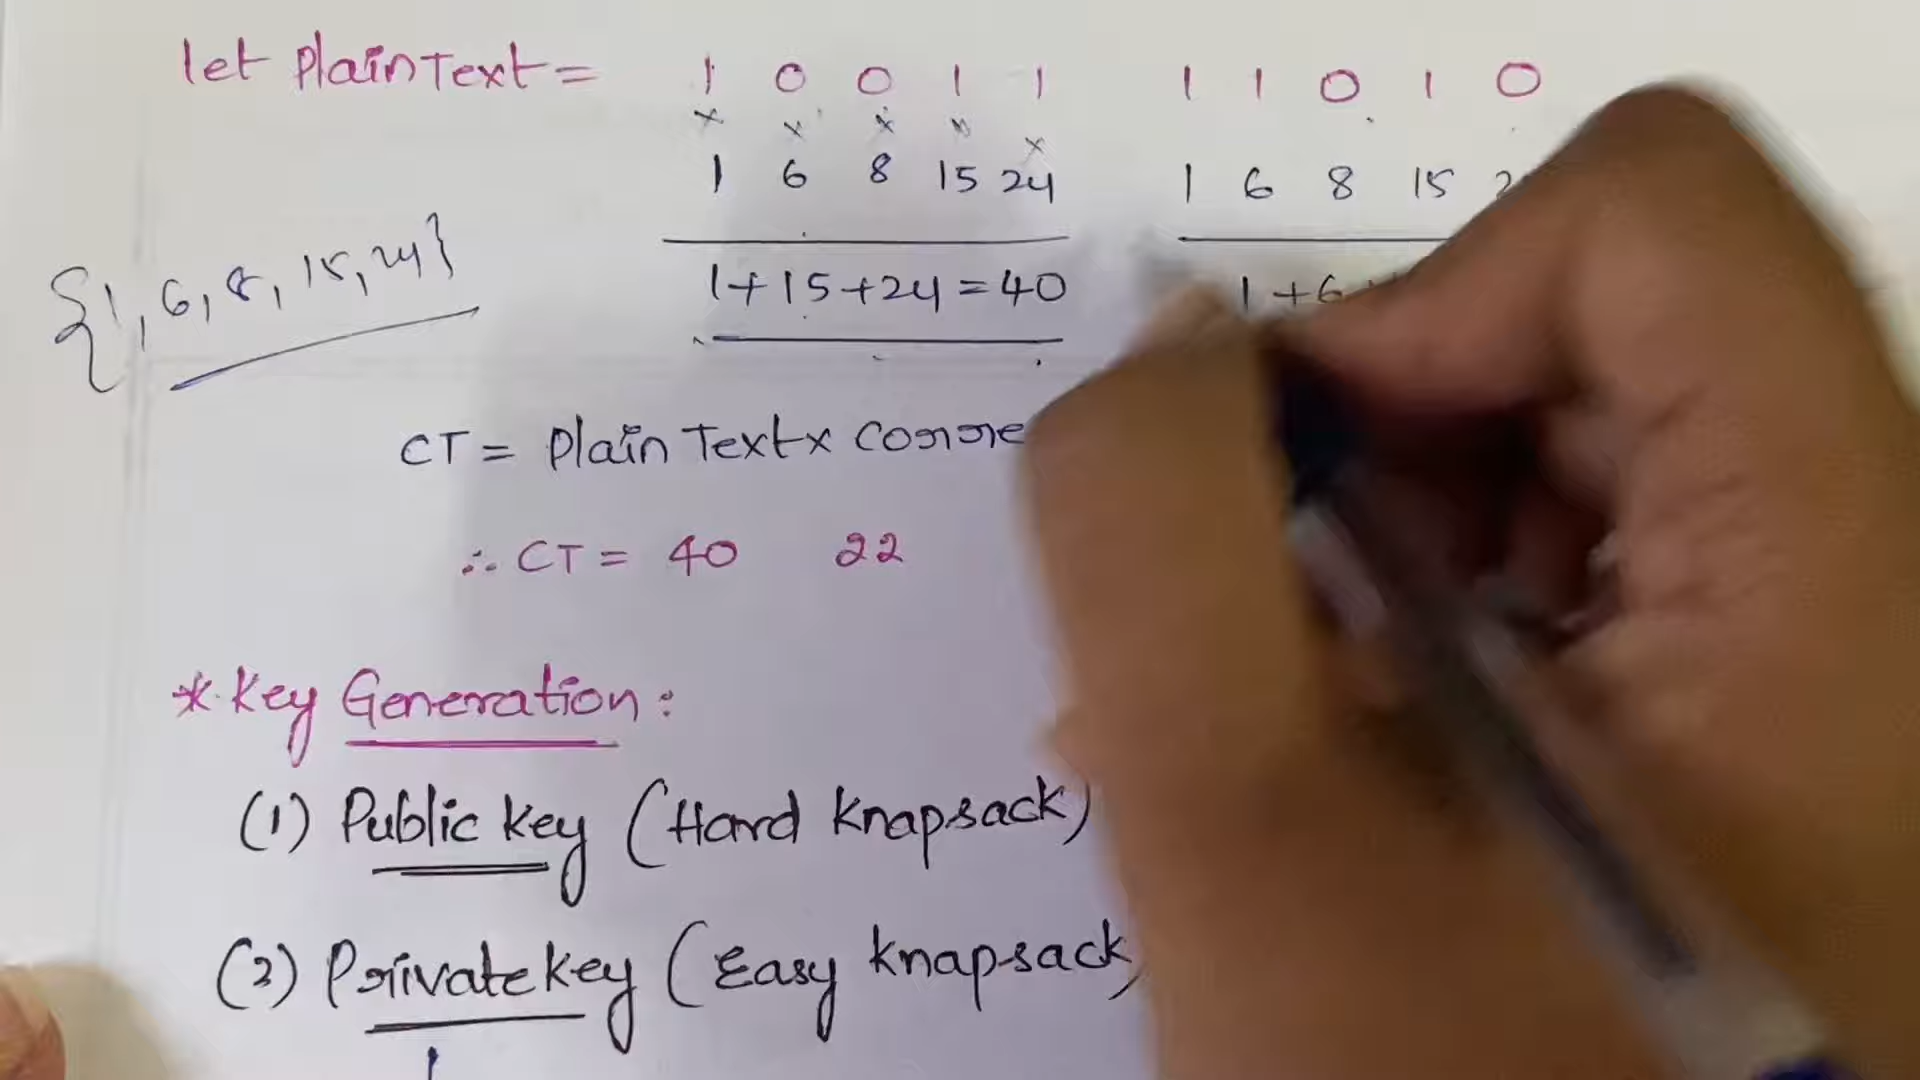 let PlainText = 1 0 0 1 1 1 1 0 1 0
x x x x x
1 6 8 15 24 1 6 8 15
{1, 6, 8, 15, 24}
1+15+24=40 1+6
CT = Plain Text x
∴ CT = 40 22
* Key Generation:
(1) Public key (Hard Knapsack)
(2) Private key (Easy Knapsack)